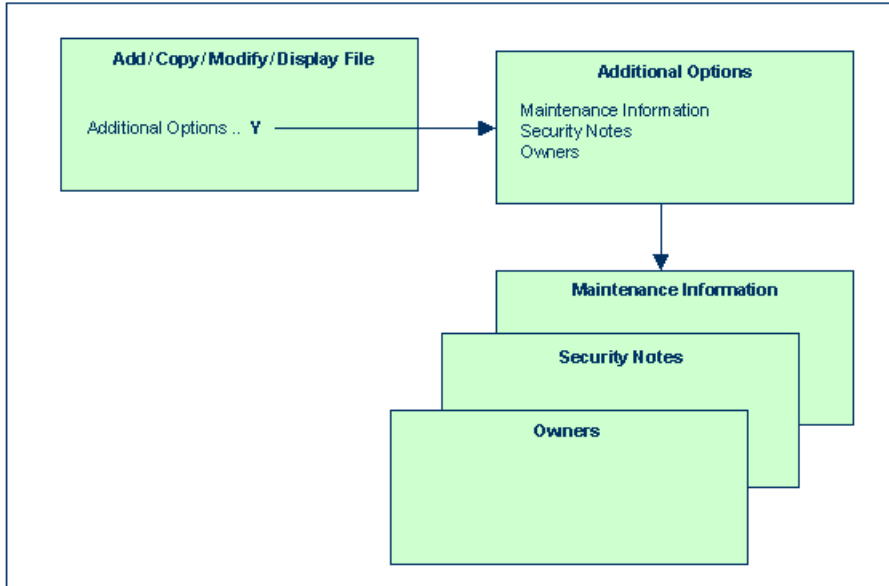 Add/Copy/Modify/Display File
Additional Options .. Y
Additional Options
Maintenance Information
Security Notes
Owners
Maintenance Information
Security Notes
Owners